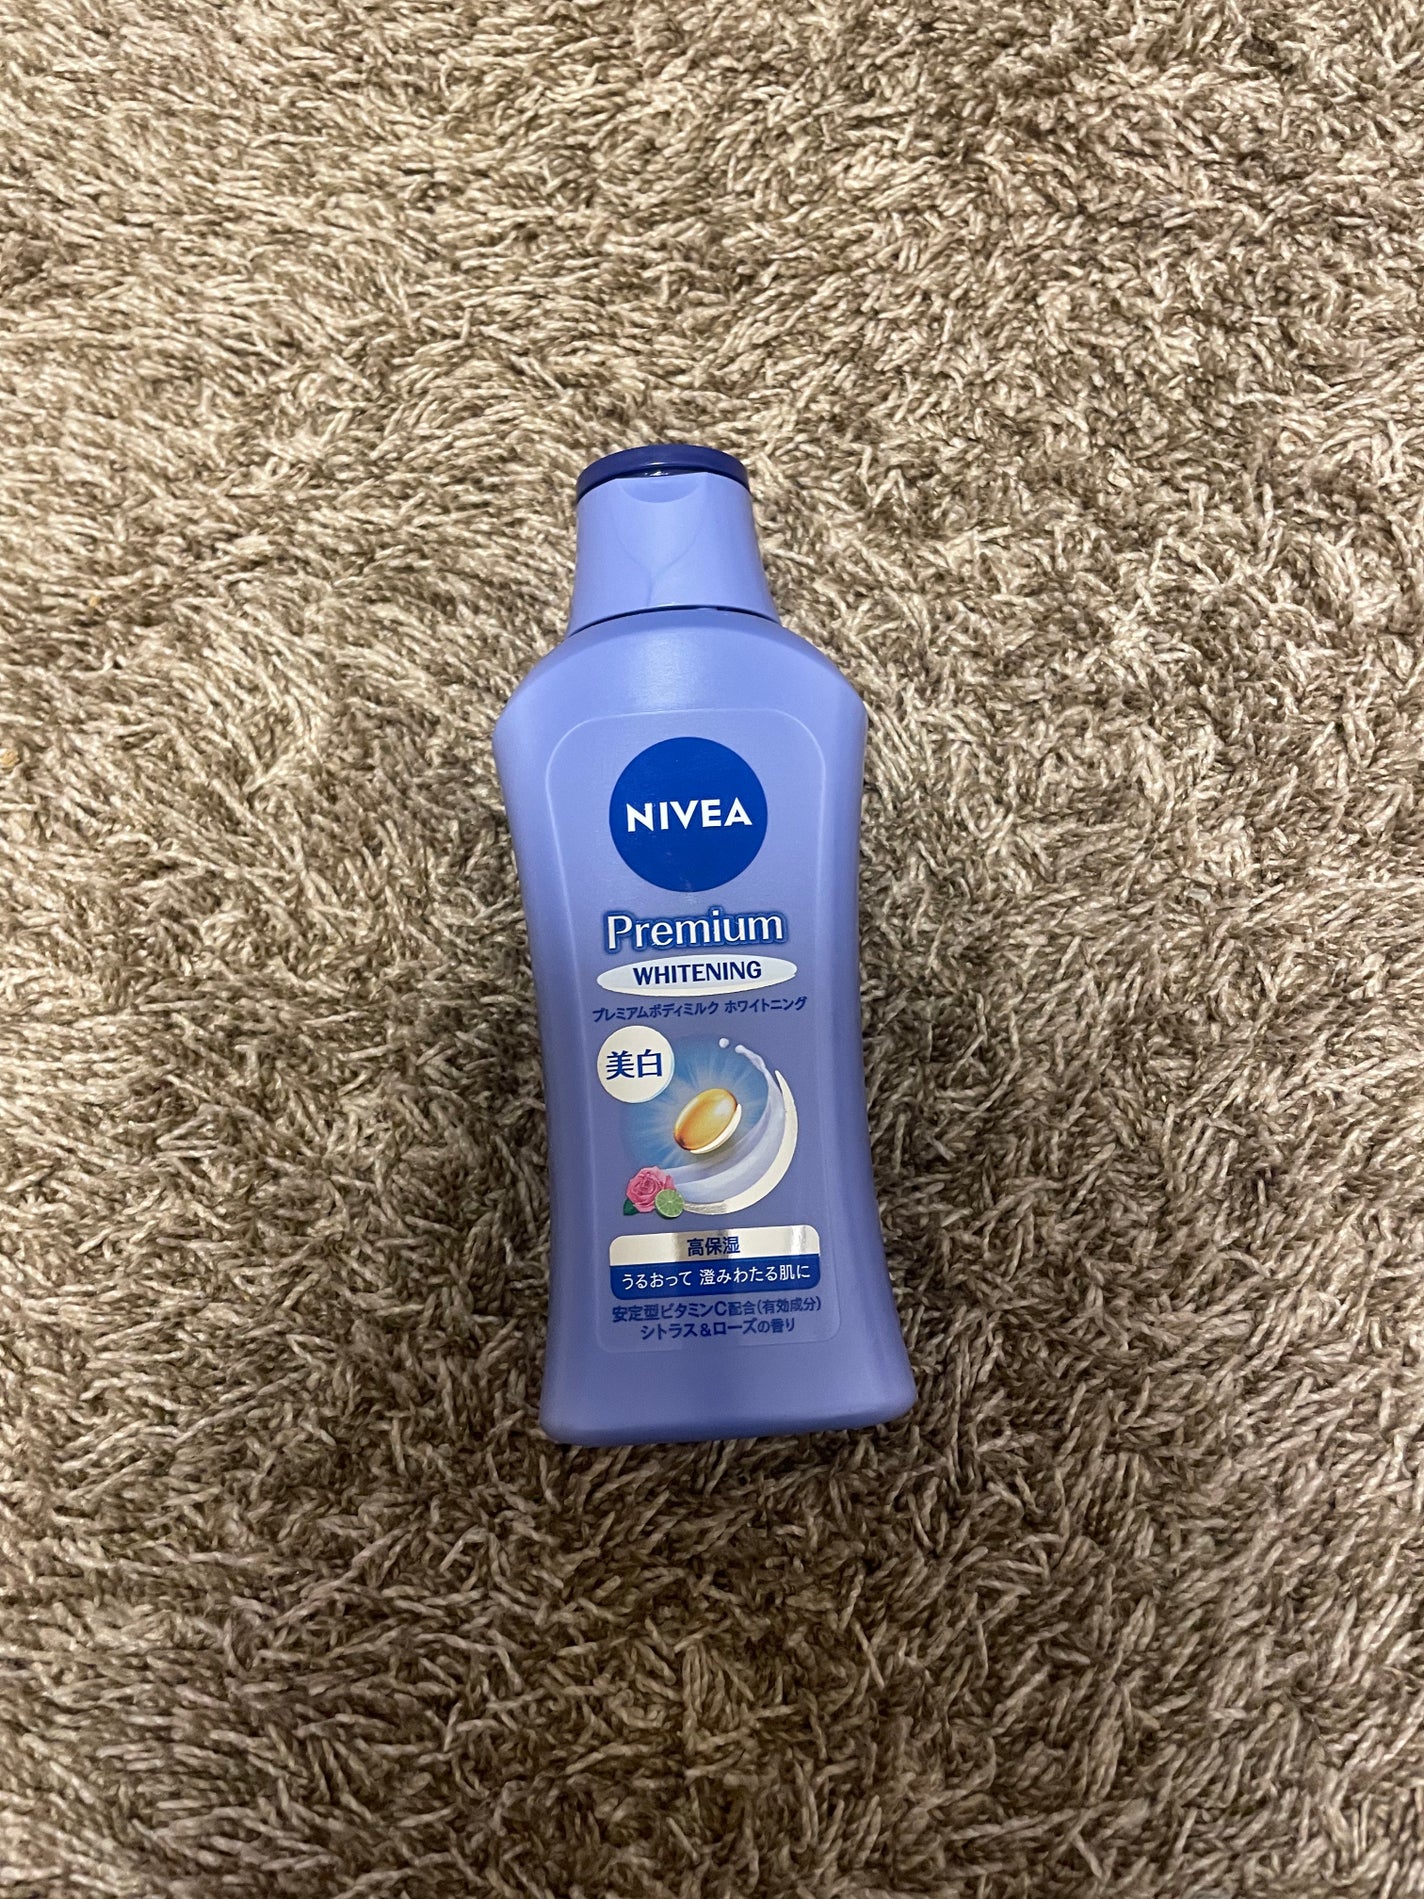 NIVEA
Premium
WHITENING
プレミアムボディミルク ホワイトニング
美白
高保湿
うるおって 澄みわたる肌に
安定型ビタミンC配合(有効成分)
シトラス&ローズの香り